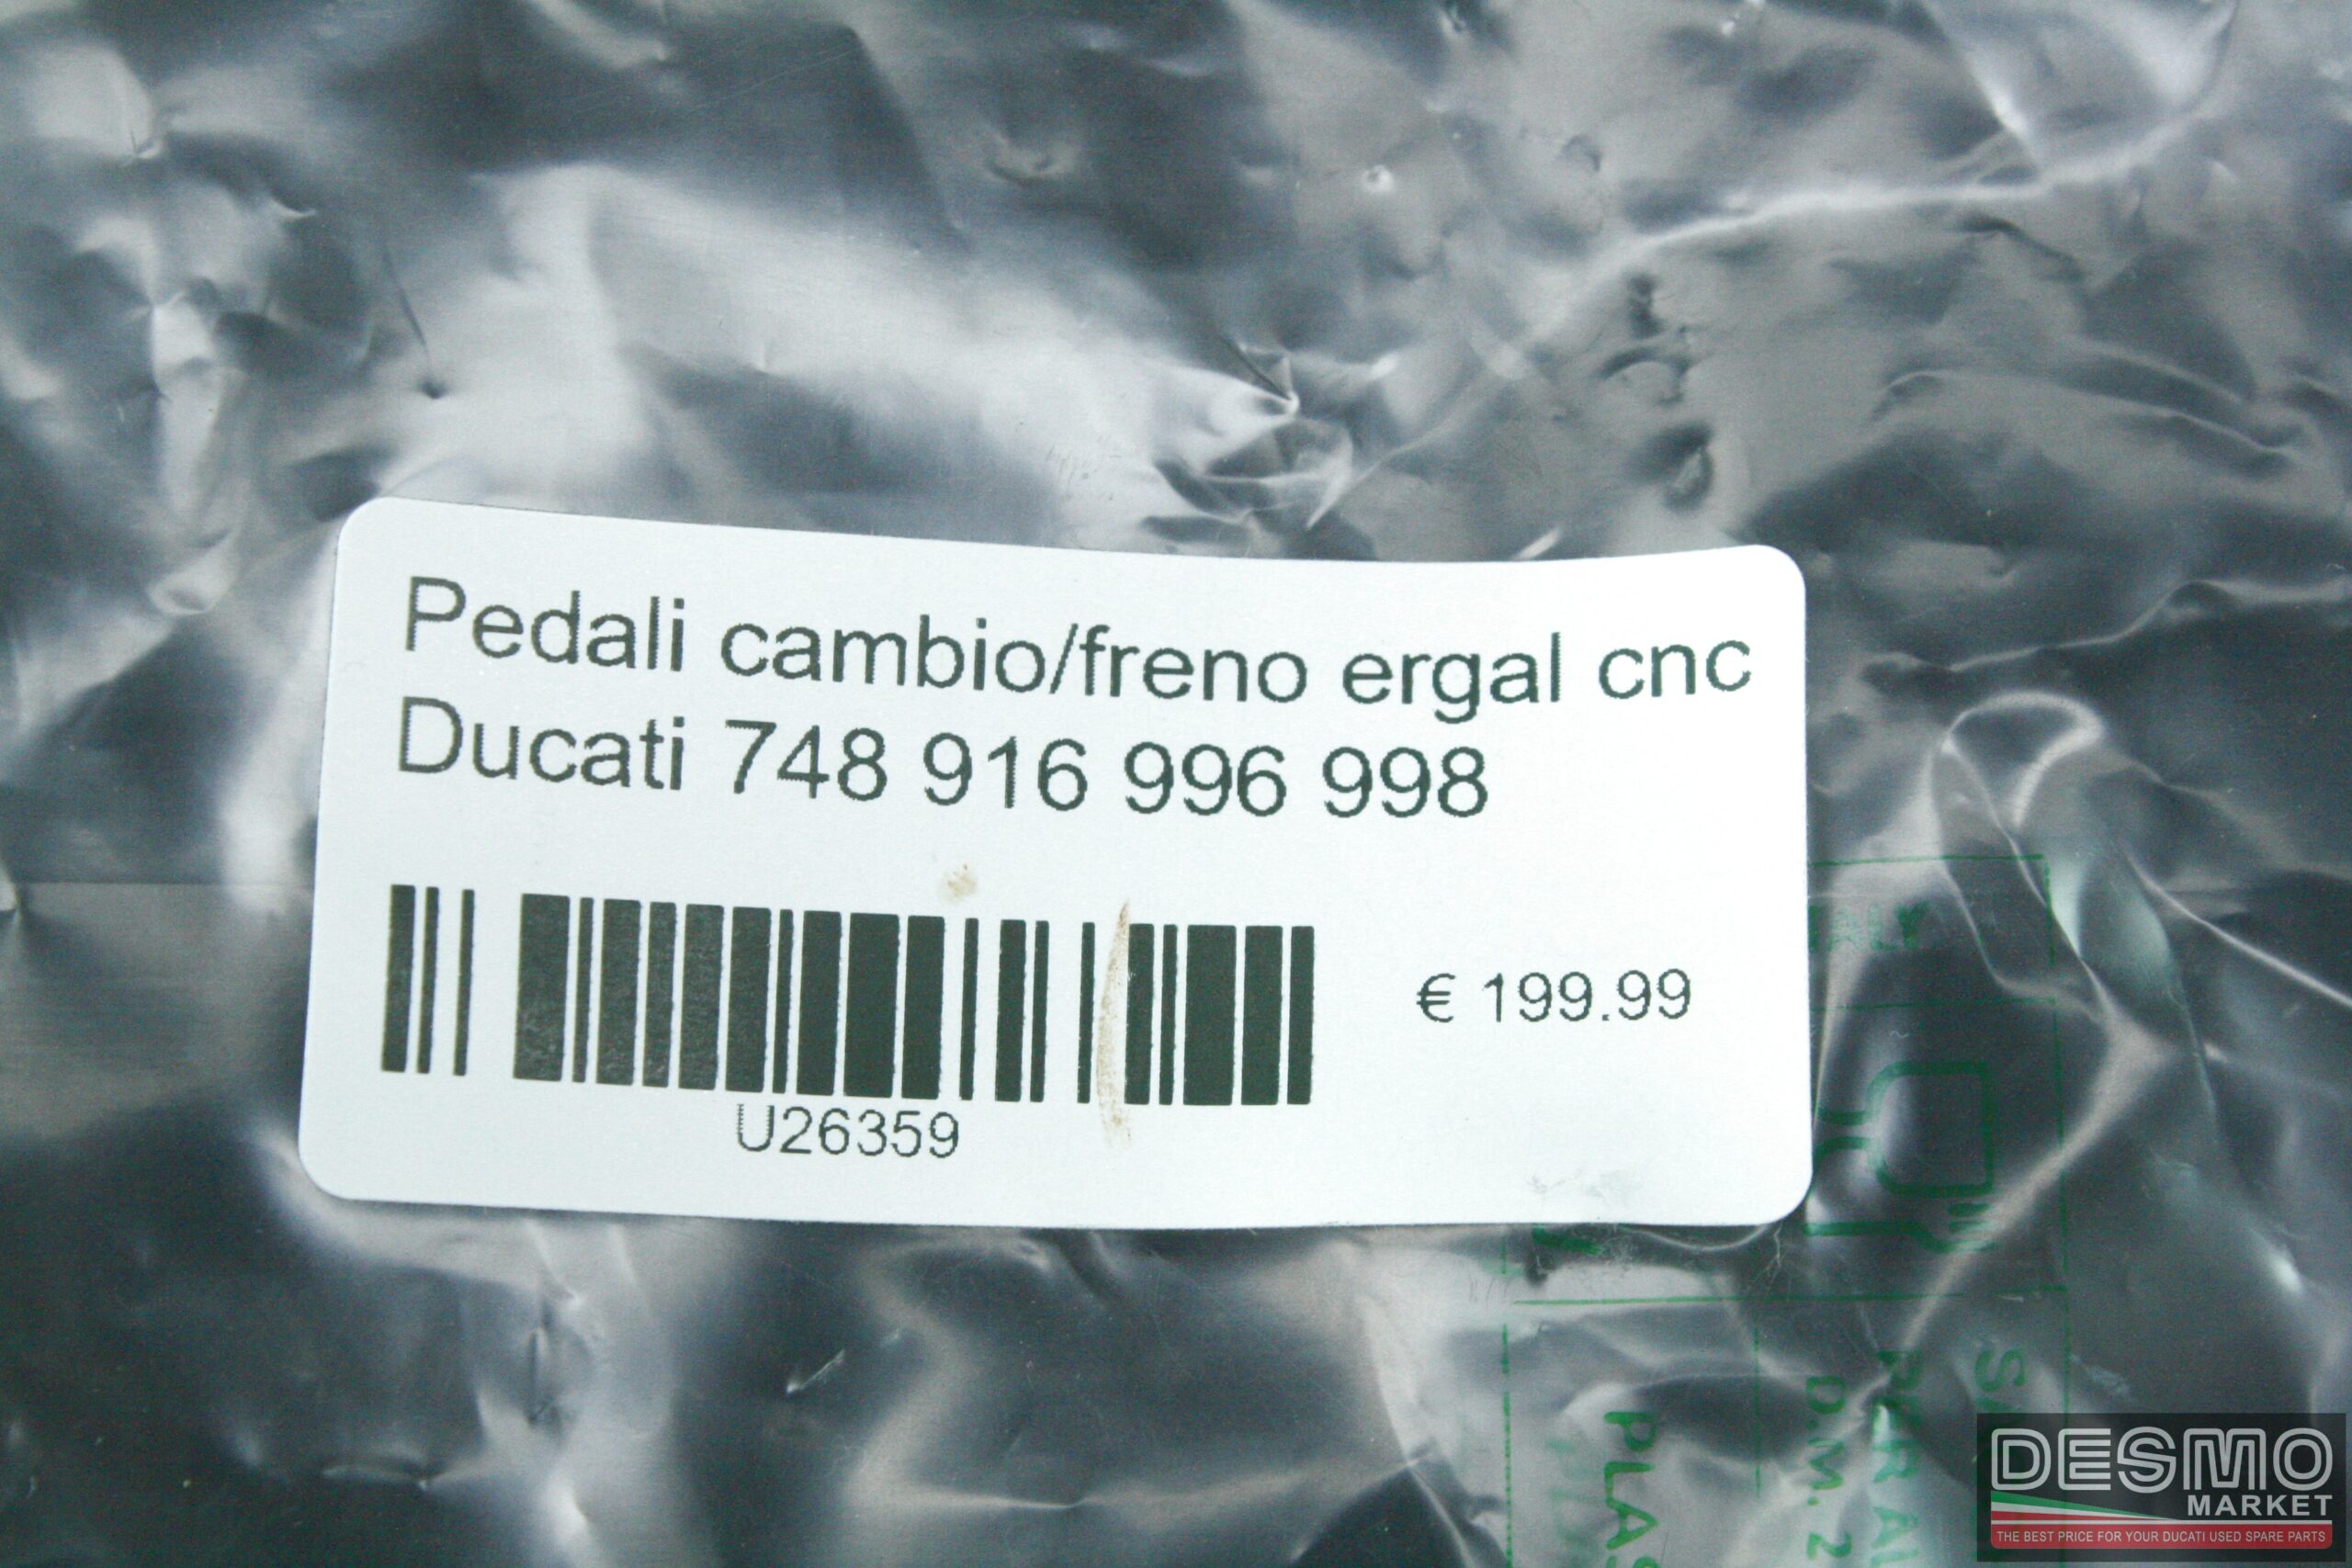 Pedali cambio/freno ergal cnc
Ducati 748 916 996 998
€ 199.99
U26359
D.M. 2
DESMO
MARKET
THE BEST PRICE FOR YOUR DUCATI USED SPARE PARTS